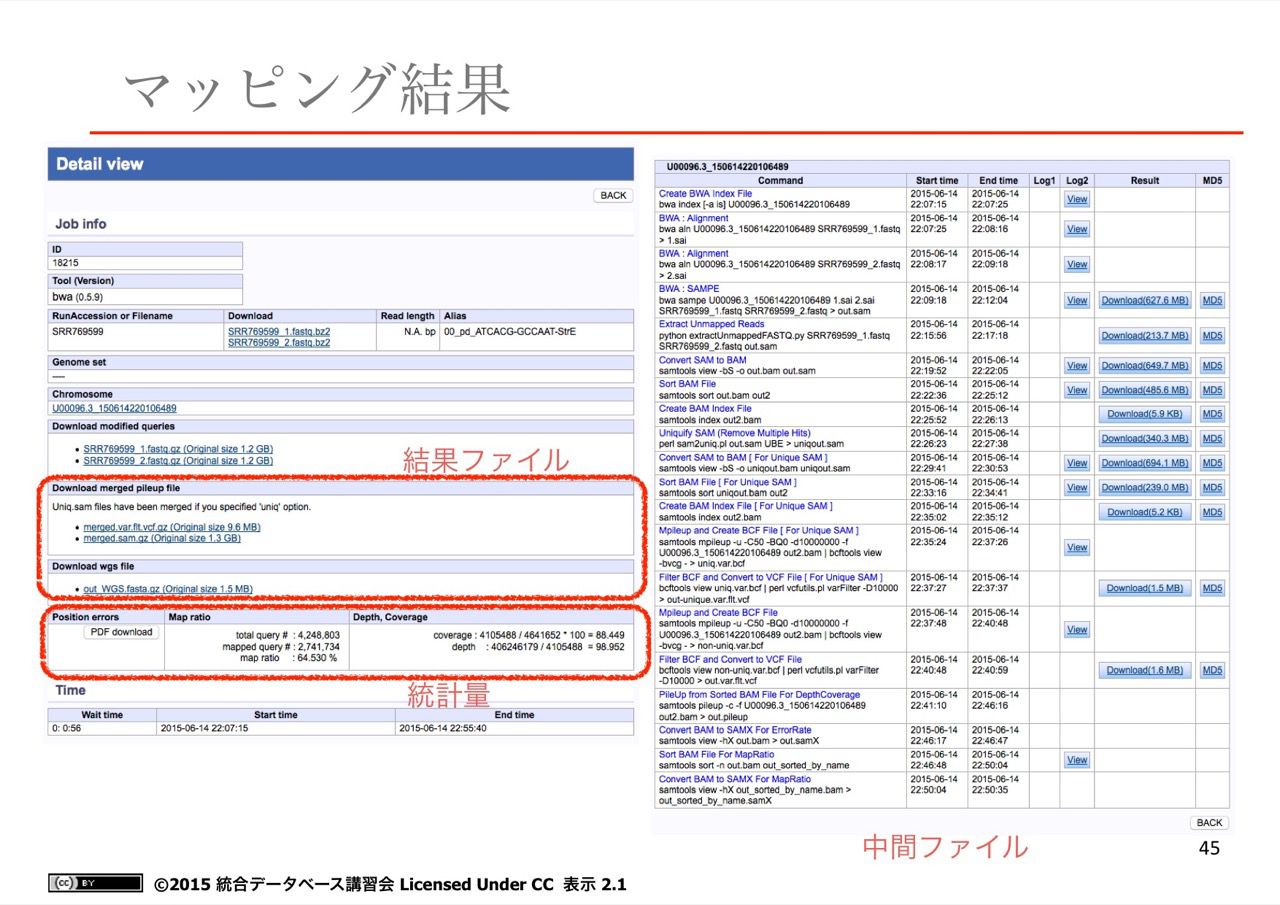 マッピング結果
Detail view
BACK
Job info
ID
18215
Tool (Version)
bwa (0.5.9)
RunAccession or Filename Download Read length Alias
SRR769599 SRR769599_1.fastq.bz2 N.A. bp 00_pd_ATCACG-GCCAAT-StrE
SRR769599_2.fastq.bz2
Genome set
----
Chromosome
U00096.3_150614220106489
Download modified queries
• SRR769599_1.fastq.gz (Original size 1.2 GB)
• SRR769599_2.fastq.gz (Original size 1.2 GB)
結果ファイル
Download merged pileup file
Uniq.sam files have been merged if you specified 'uniq' option.
• merged.var.flt.vcf.gz (Original size 9.6 MB)
• merged.sam.gz (Original size 1.3 GB)
Download wgs file
• out_WGS.fasta.gz (Original size 1.5 MB)
Position errors Map ratio Depth, Coverage
PDF download
total query # : 4,248,803 coverage : 4105488 / 4641652 * 100 = 88.449
mapped query # : 2,741,734 depth : 406246179 / 4105488 = 98.952
map ratio : 64.530 %
統計量
Time
Wait time Start time End time
0: 0:56 2015-06-14 22:07:15 2015-06-14 22:55:40
U00096.3_150614220106489
Command Start time End time Log1 Log2 Result MD5
Create BWA Index File 2015-06-14 2015-06-14 View
bwa index [-a is] U00096.3_150614220106489 22:07:15 22:07:25
BWA : Alignment 2015-06-14 2015-06-14 View
bwa aln U00096.3_150614220106489 SRR769599_1.fastq 22:07:25 22:08:16
> 1.sai
BWA : Alignment 2015-06-14 2015-06-14 View
bwa aln U00096.3_150614220106489 SRR769599_2.fastq 22:08:17 22:09:18
> 2.sai
BWA : SAMPE 2015-06-14 2015-06-14 View Download(627.6 MB) MD5
bwa sampe U00096.3_150614220106489 1.sai 2.sai 22:09:18 22:12:04
SRR769599_1.fastq SRR769599_2.fastq > out.sam
Extract Unmapped Reads 2015-06-14 2015-06-14 Download(213.7 MB) MD5
python extractUnmappedFASTQ.py SRR769599_1.fastq 22:15:56 22:17:18
SRR769599_2.fastq out.sam
Convert SAM to BAM 2015-06-14 2015-06-14 View Download(649.7 MB) MD5
samtools view -bS -o out.bam out.sam 22:19:52 22:22:05
Sort BAM File 2015-06-14 2015-06-14 View Download(485.6 MB) MD5
samtools sort out.bam out2 22:22:36 22:25:12
Create BAM Index File 2015-06-14 2015-06-14 Download(5.9 KB) MD5
samtools index out2.bam 22:25:52 22:26:13
Uniquify SAM (Remove Multiple Hits) 2015-06-14 2015-06-14 Download(340.3 MB) MD5
perl sam2uniq.pl out.sam UBE > uniqout.sam 22:26:23 22:27:38
Convert SAM to BAM [ For Unique SAM ] 2015-06-14 2015-06-14 View Download(694.1 MB) MD5
samtools view -bS -o uniqout.bam uniqout.sam 22:29:41 22:30:53
Sort BAM File [ For Unique SAM ] 2015-06-14 2015-06-14 View Download(239.0 MB) MD5
samtools sort uniqout.bam out2 22:33:16 22:34:41
Create BAM Index File [ For Unique SAM ] 2015-06-14 2015-06-14 Download(5.2 KB) MD5
samtools index out2.bam 22:35:02 22:35:12
Mpileup and Create BCF File [ For Unique SAM ] 2015-06-14 2015-06-14 View
samtools mpileup -u -C50 -BQ0 -d10000000 -f 22:35:24 22:37:26
U00096.3_150614220106489 out2.bam | bcftools view
-bvcg - > uniq.var.bcf
Filter BCF and Convert to VCF File [ For Unique SAM ] 2015-06-14 2015-06-14 Download(1.5 MB) MD5
bcftools view uniq.var.bcf | perl vcfutils.pl varFilter -D10000 22:37:27 22:37:37
> out-unique.var.flt.vcf
Mpileup and Create BCF File 2015-06-14 2015-06-14 View
samtools mpileup -u -C50 -BQ0 -d10000000 -f 22:37:38 22:40:48
U00096.3_150614220106489 out2.bam | bcftools view
-bvcg - > non-uniq.var.bcf
Filter BCF and Convert to VCF File 2015-06-14 2015-06-14 Download(1.6 MB) MD5
bcftools view non-uniq.var.bcf | perl vcfutils.pl varFilter 22:40:48 22:40:59
-D10000 > out.var.flt.vcf
PileUp from Sorted BAM File For DepthCoverage 2015-06-14 2015-06-14
samtools pileup -c -f U00096.3_150614220106489 22:41:10 22:46:16
out2.bam > out.pileup
Convert BAM to SAMX For ErrorRate 2015-06-14 2015-06-14
samtools view -hX out.bam > out.samX 22:46:17 22:46:47
Sort BAM File For MapRatio 2015-06-14 2015-06-14 View
samtools sort -n out.bam out_sorted_by_name 22:46:48 22:50:04
Convert BAM to SAMX For MapRatio 2015-06-14 2015-06-14
samtools view -hX out_sorted_by_name.bam > 22:50:04 22:50:35
out_sorted_by_name.samX
BACK
中間ファイル
45
(cc) BY ©2015 統合データベース講習会 Licensed Under CC 表示 2.1